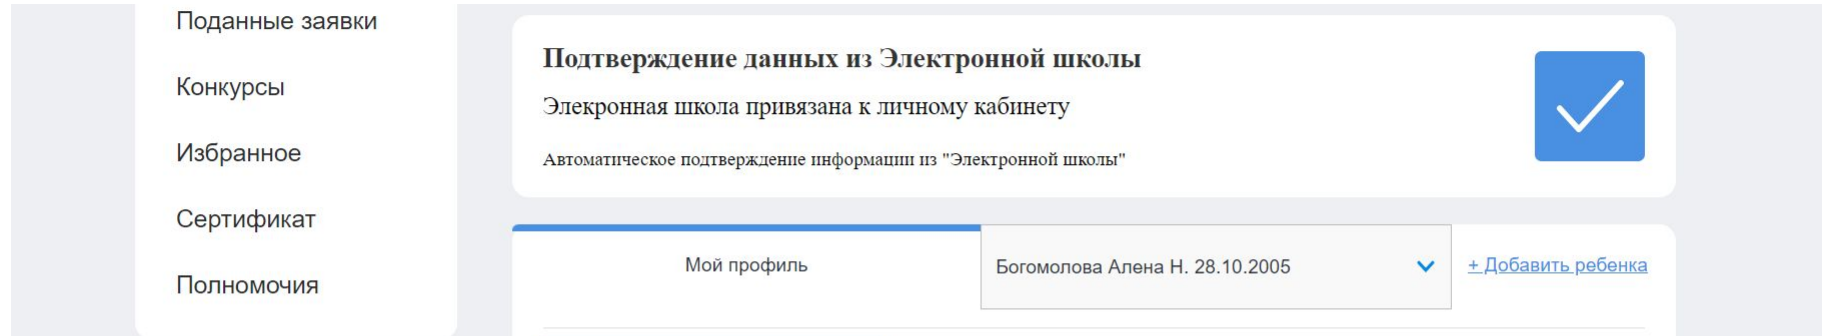 Поданные заявки
Конкурсы
Избранное
Сертификат
Полномочия
Подтверждение данных из Электронной школы
Элекронная школа привязана к личному кабинету
Автоматическое подтверждение информации из "Электронной школы"
Мой профиль
Богомолова Алена Н. 28.10.2005
+ Добавить ребенка